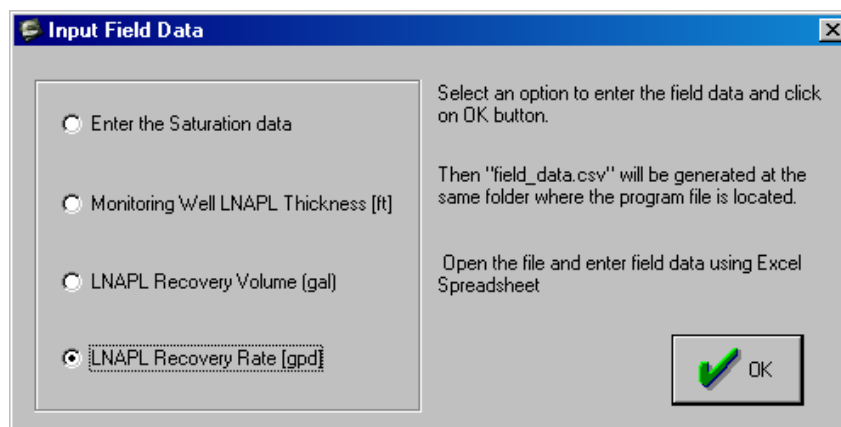 Input Field Data
Enter the Saturation data
Monitoring Well LNAPL Thickness [ft]
LNAPL Recovery Volume (gal)
LNAPL Recovery Rate [gpd]
Select an option to enter the field data and click
on OK button.
Then "field_data.csv" will be generated at the
same folder where the program file is located.
Open the file and enter field data using Excel
Spreadsheet
OK